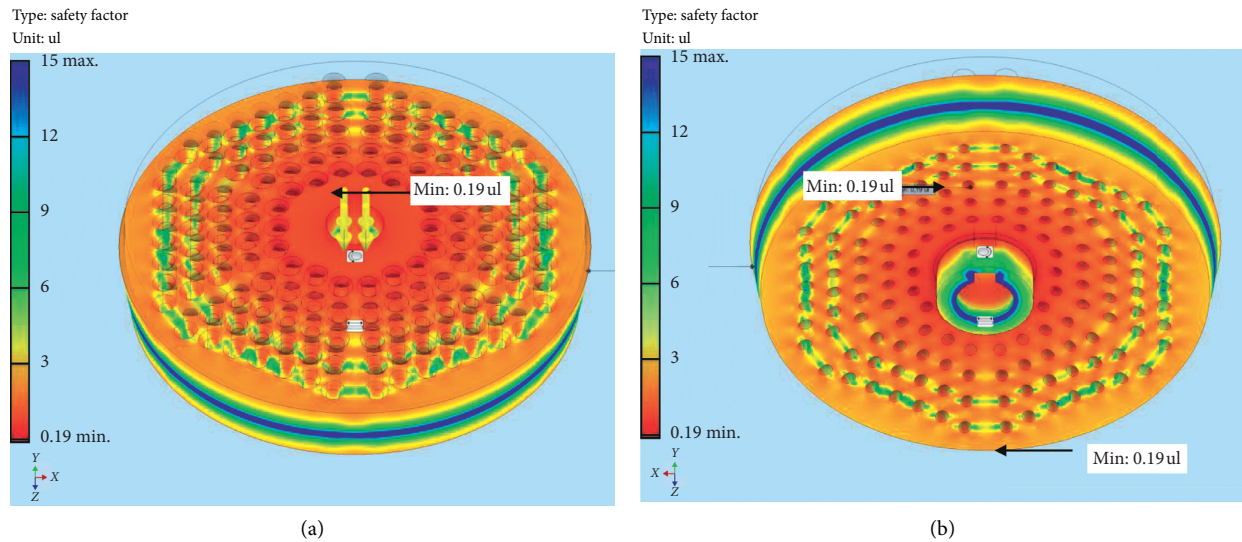 Type: safety factor
Unit: ul
15 max.
12
9
6
3
0.19 min.
Min: 0.19 ul
Y
X
Z
(a)
Type: safety factor
Unit: ul
15 max.
12
9
6
3
0.19 min.
Min: 0.19 ul
Min: 0.19 ul
Y
X
Z
(b)